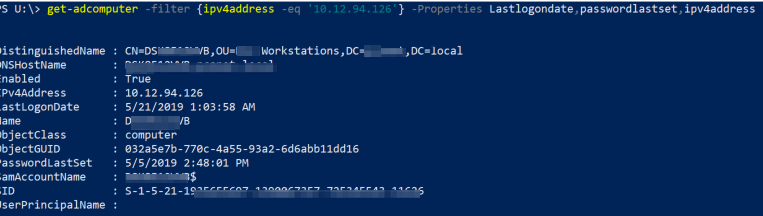 PS U:\> get-adcomputer -filter {ipv4address -eq '10.12.94.126'} -Properties Lastlogondate,passwordlastset,ipv4address
DistinguishedName : CN=DS VB,OU= Workstations,DC= ,DC=local
DNSHostName :
Enabled : True
IPv4Address : 10.12.94.126
LastLogonDate : 5/21/2019 1:03:58 AM
Name : D VB
ObjectClass : computer
ObjectGUID : 032a5e7b-770c-4a55-93a2-6d6abb11dd16
PasswordLastSet : 5/5/2019 2:48:01 PM
SamAccountName : $
SID : S-1-5-21-
UserPrincipalName :